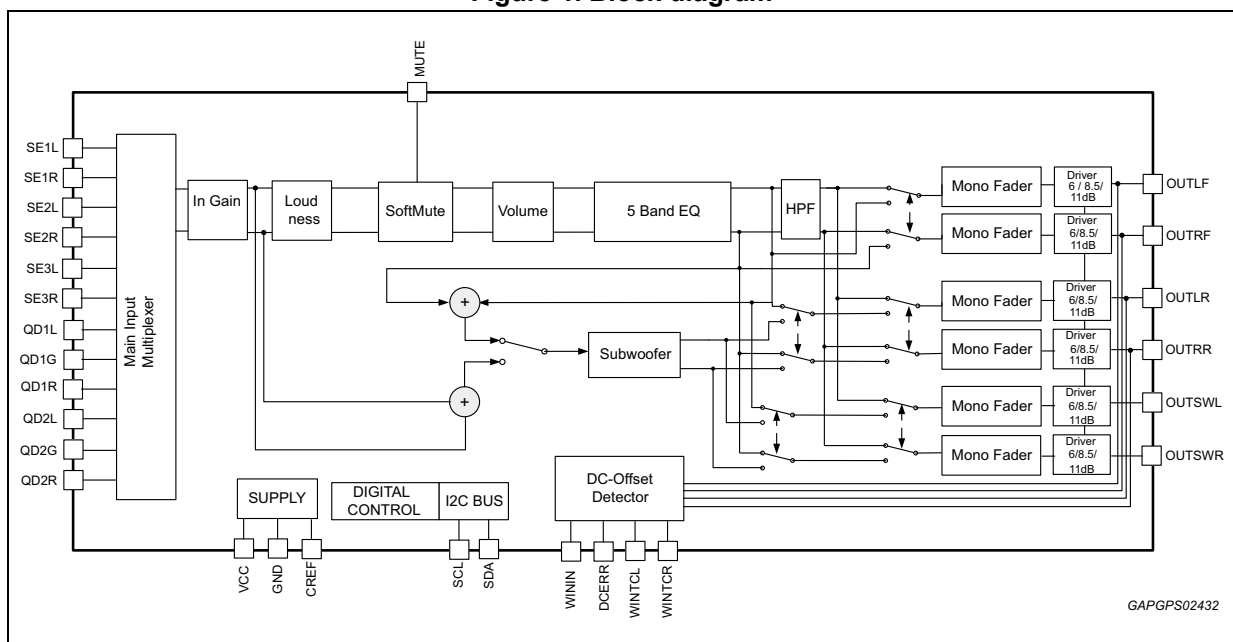 Figure 1. Block diagram
MUTE
SE1L
SE1R
SE2L
SE2R
SE3L
SE3R
QD1L
QD1G
QD1R
QD2L
QD2G
QD2R
Main Input
Multiplexer
In Gain
Loud
ness
SoftMute
Volume
5 Band EQ
HPF
Mono Fader
Driver
6 / 8.5/
11dB
OUTLF
Mono Fader
Driver
6/8.5/
11dB
OUTRF
+
Mono Fader
Driver
6/8.5/
11dB
OUTLR
Subwoofer
Mono Fader
Driver
6/8.5/
11dB
OUTRR
+
Mono Fader
Driver
6/8.5/
11dB
OUTSWL
Mono Fader
Driver
6/8.5/
11dB
OUTSWR
SUPPLY
DIGITAL
CONTROL
I2C BUS
DC-Offset
Detector
VCC
GND
CREF
SCL
SDA
WININ
DCERR
WINTCL
WINTCR
GAPGPS02432